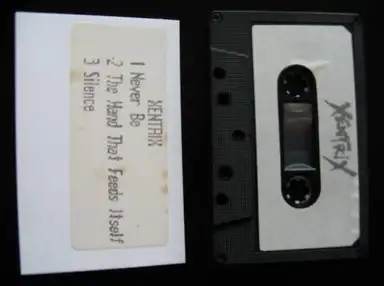 XENTRIX
1 Never Be
2 The Hand That Feeds Itself
3 Silence
XENTRIX